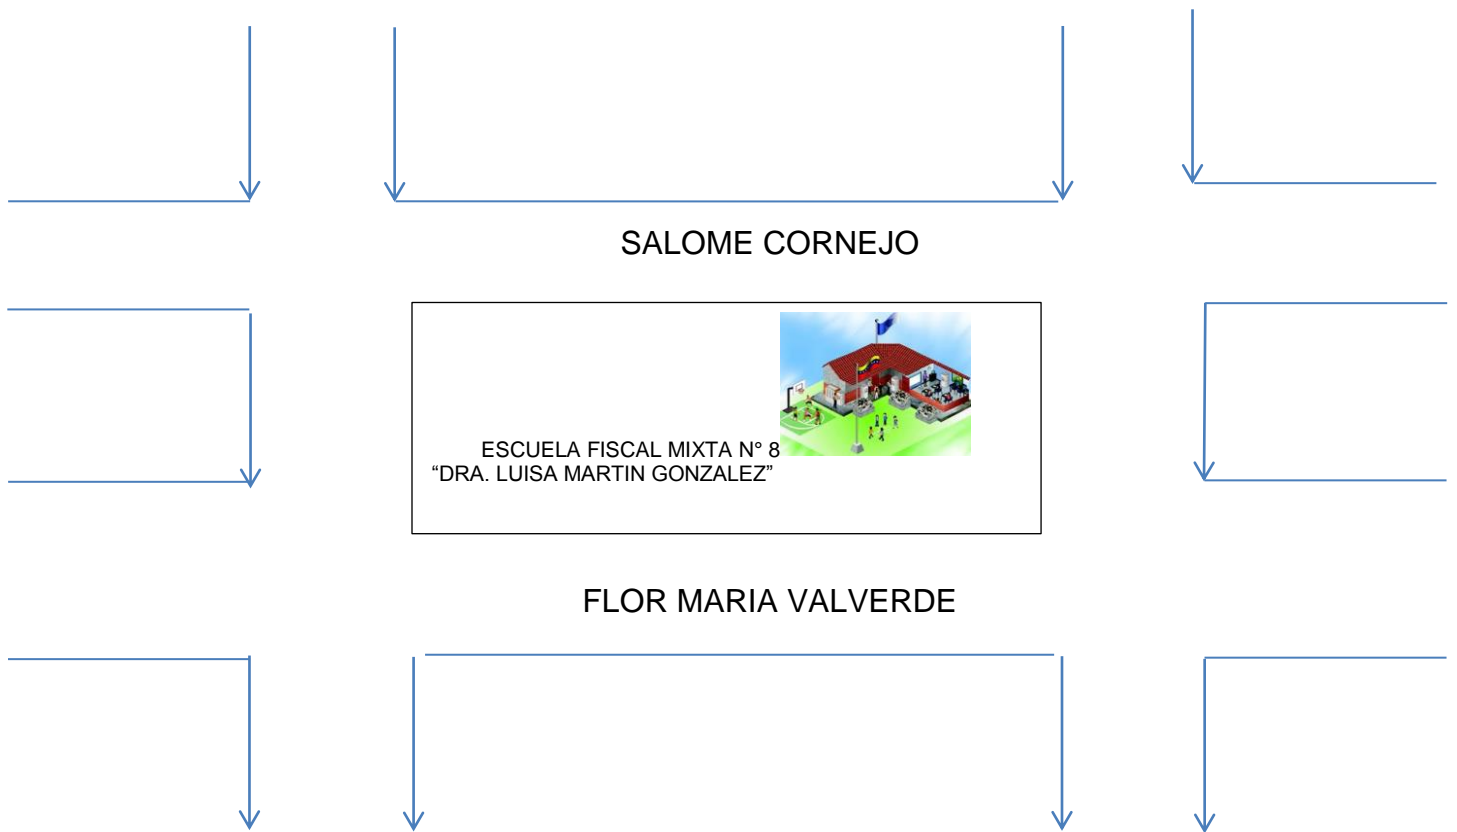 SALOME CORNEJO
ESCUELA FISCAL MIXTA N° 8
“DRA. LUISA MARTIN GONZALEZ”
FLOR MARIA VALVERDE